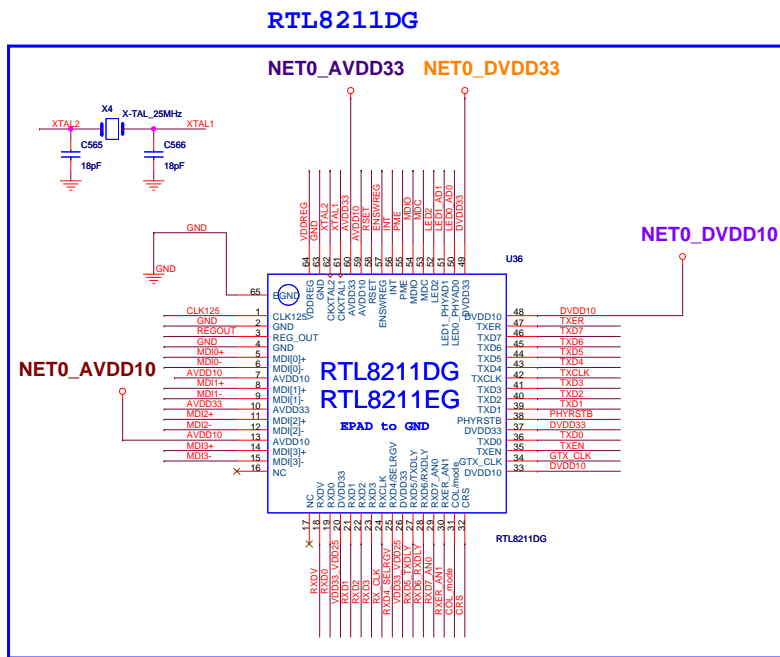 RTL8211DG
NET0_AVDD33 NET0_DVDD33
X4
X-TAL_25MHz
XTAL2
XTAL1
C565
18pF
C566
18pF
VDDREG
GND
XTAL2
XTAL1
AVDD33
AVDD10
RSET
ENSWREG
INT
PME
MDIO
MDC
LED2
LED1_AD1
LED0_AD0
DVDD33
GND
GND
NET0_DVDD10
U36
64
63
62
61
60
59
58
57
56
55
54
53
52
51
50
49
VDDREG
GND
CKXTAL2
CKXTAL1
AVDD33
AVDD10
RSET
ENSWREG
INT
PME
MDIO
MDC
LED2
LED1_PHYAD1
LED0_PHYAD0
DVDD33
65 EGND
CLK125 1 CLK125
GND 2 GND
REGOUT 3 REG_OUT
GND 4 GND
MDI0+ 5 MDI[0]+
MDI0- 6 MDI[0]-
AVDD10 7 AVDD10
MDI1+ 8 MDI[1]+
MDI1- 9 MDI[1]-
AVDD33 10 AVDD33
MDI2+ 11 MDI[2]+
MDI2- 12 MDI[2]-
AVDD10 13 AVDD10
MDI3+ 14 MDI[3]+
MDI3- 15 MDI[3]-
16 NC
NET0_AVDD10
RTL8211DG
RTL8211EG
EPAD to GND
DVDD10 48 DVDD10
TXER 47 TXER
TXD7 46 TXD7
TXD6 45 TXD6
TXD5 44 TXD5
TXD4 43 TXD4
TXCLK 42 TXCLK
TXD3 41 TXD3
TXD2 40 TXD2
TXD1 39 TXD1
PHYRSTB 38 PHYRSTB
DVDD33 37 DVDD33
TXD0 36 TXD0
TXEN 35 TXEN
GTX_CLK 34 GTX_CLK
DVDD10 33 DVDD10
NC
RXDV
RXD0
DVDD33
RXD1
RXD2
RXD3
RXCLK
RXD4/SELRGV
DVDD33
RXD5/TXDLY
RXD6/RXDLY
RXD7_AN0
RXER_AN1
COL/mode
CRS
17
18
19
20
21
22
23
24
25
26
27
28
29
30
31
32
RTL8211DG
RXDV
RXD0
VDD33_VDD25
RXD1
RXD2
RXD3
RX_CLK
RXD4_SELRGV
VDD33_VDD25
RXD5_TXDLY
RXD6_RXDLY
RXD7_AN0
RXER_AN1
COL_mode
CRS